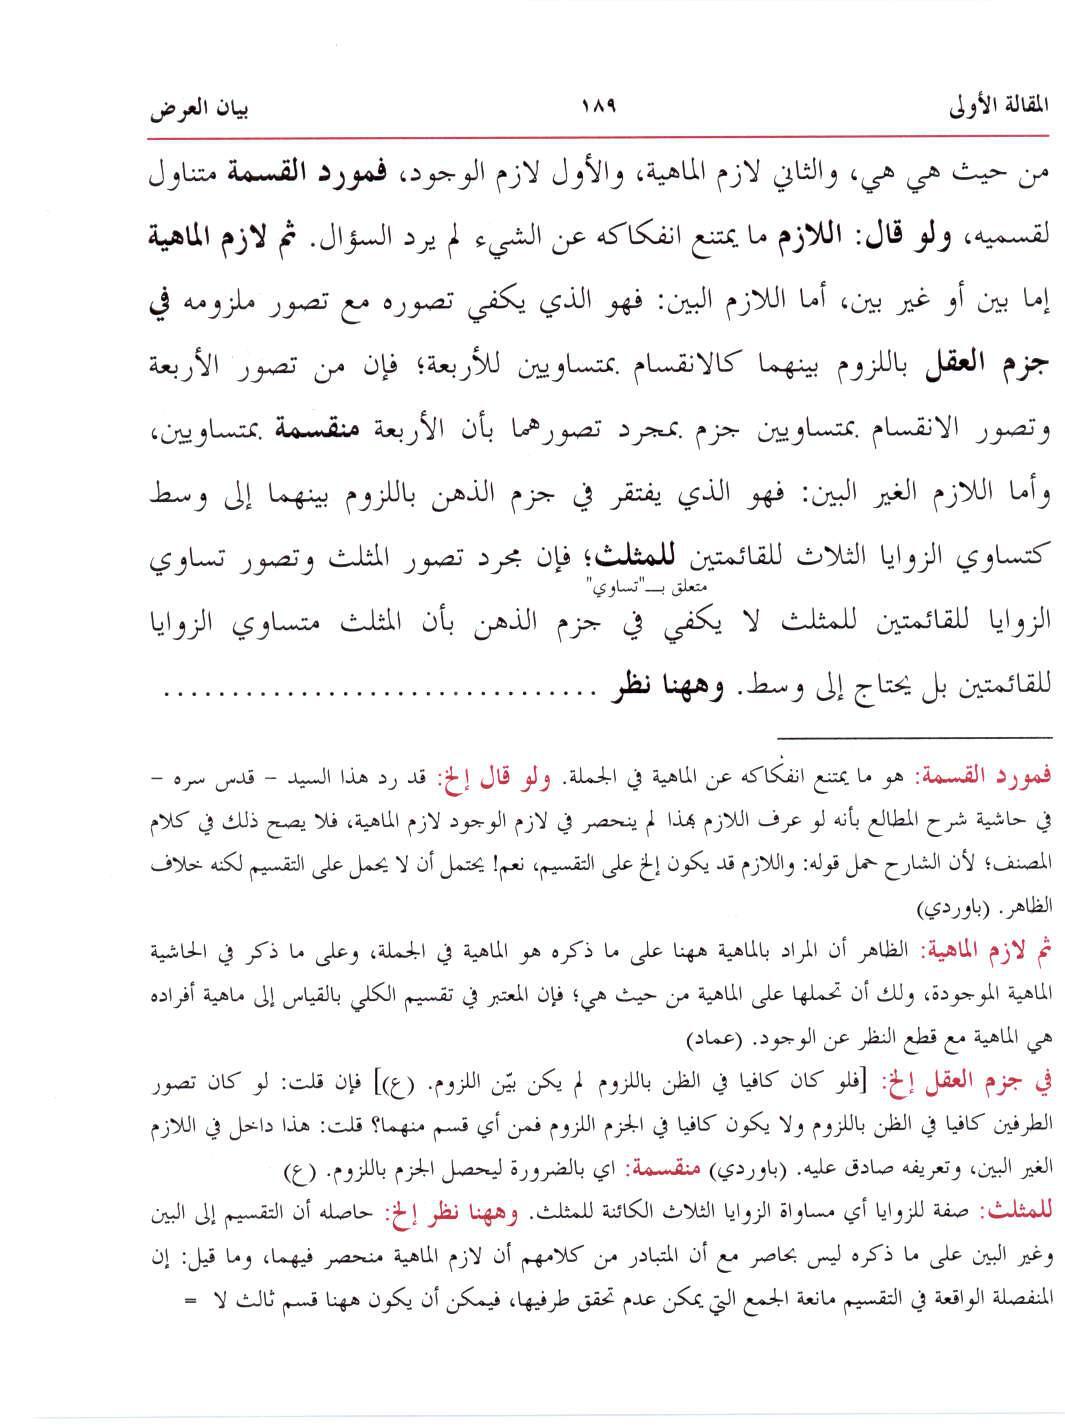 المقالة الأولى ١٨٩ بيان العرض
من حيث هي هي، والثاني لازم الماهية، والأول لازم الوجود، فمورد القسمة متناول
لقسميه، ولو قال: اللازم ما يمتنع انفكاكه عن الشيء لم يرد السؤال. ثم لازم الماهية
إما بين أو غير بين، أما اللازم البين: فهو الذي يكفي تصوره مع تصور ملزومه في
جزم العقل باللزوم بينهما كالانقسام بمتساويين للأربعة؛ فإن من تصور الأربعة
وتصور الانقسام بمتساويين جزم بمجرد تصورهما بأن الأربعة منقسمة بمتساويين،
وأما اللازم الغير البين: فهو الذي يفتقر في جزم الذهن باللزوم بينهما إلى وسط
كتساوي الزوايا الثلاث للقائمتين للمثلث؛ فإن مجرد تصور المثلث وتصور تساوي
متعلق بـ"تساوي"
الزوايا للقائمتين للمثلث لا يكفي في جزم الذهن بأن المثلث متساوي الزوايا
للقائمتين بل يحتاج إلى وسط. وههنا نظر ................................
فمورد القسمة: هو ما يمتنع انفكاكه عن الماهية في الجملة. ولو قال إلخ: قد رد هذا السيد – قدس سره –
في حاشية شرح المطالع بأنه لو عرف اللازم بهذا لم ينحصر في لازم الوجود لازم الماهية، فلا يصح ذلك في كلام
المصنف؛ لأن الشارح حمل قوله: واللازم قد يكون إلخ على التقسيم، نعم! يحتمل أن لا يحمل على التقسيم لكنه خلاف
الظاهر. (باوردي)
ثم لازم الماهية: الظاهر أن المراد بالماهية ههنا على ما ذكره هو الماهية في الجملة، وعلى ما ذكر في الحاشية
الماهية الموجودة، ولك أن تحملها على الماهية من حيث هي؛ فإن المعتبر في تقسيم الكلي بالقياس إلى ماهية أفراده
هي الماهية مع قطع النظر عن الوجود. (عماد)
في جزم العقل إلخ: [فلو كان كافيا في الظن باللزوم لم يكن بيّن اللزوم. (ع)] فإن قلت: لو كان تصور
الطرفين كافيا في الظن باللزوم ولا يكون كافيا في الجزم اللزوم فمن أي قسم منهما؟ قلت: هذا داخل في اللازم
الغير البين، وتعريفه صادق عليه. (باوردي) منقسمة: اي بالضرورة ليحصل الجزم باللزوم. (ع)
للمثلث: صفة للزوايا أي مساواة الزوايا الثلاث الكائنة للمثلث. وههنا نظر إلخ: حاصله أن التقسيم إلى البين
وغير البين على ما ذكره ليس بحاصر مع أن المتبادر من كلامهم أن لازم الماهية منحصر فيهما، وما قيل: إن
المنفصلة الواقعة في التقسيم مانعة الجمع التي يمكن عدم تحقق طرفيها، فيمكن أن يكون ههنا قسم ثالث لا =